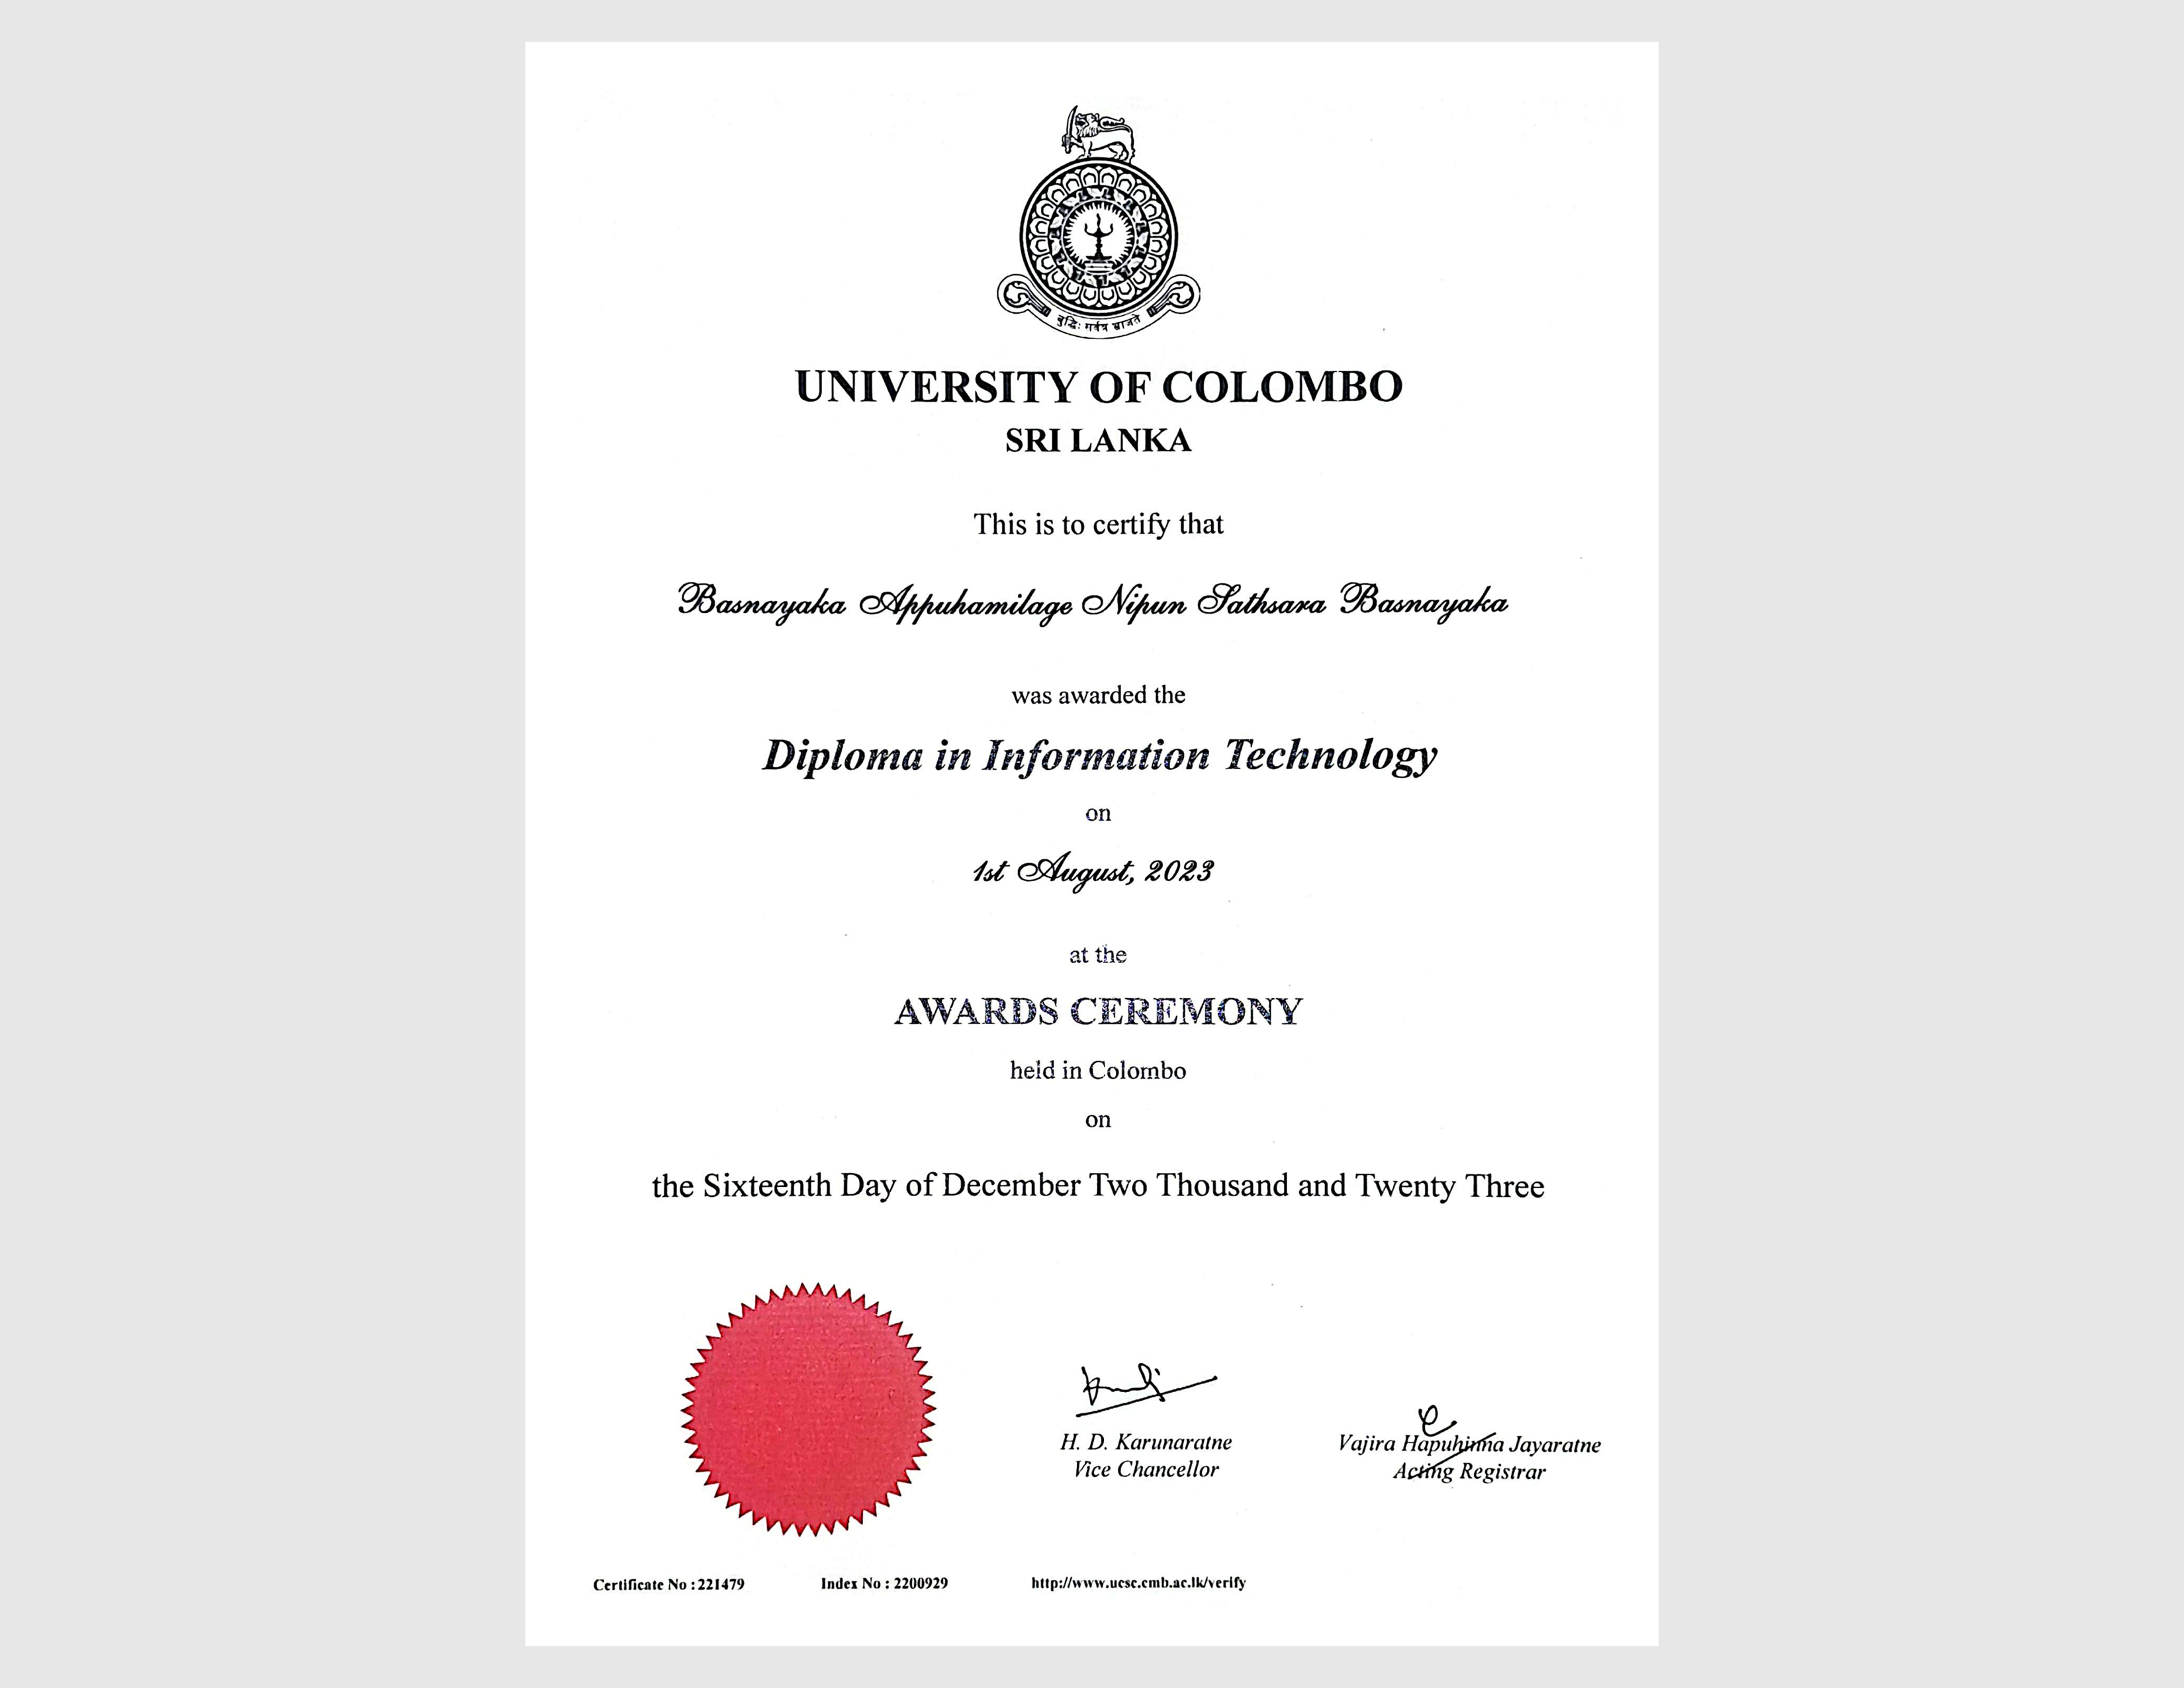 बुद्धि: सर्वत्र भ्राजते
UNIVERSITY OF COLOMBO
SRI LANKA
This is to certify that
Basnayaka Appuhamilage Nipun Sathsara Basnayaka
was awarded the
Diploma in Information Technology
on
1st August, 2023
at the
AWARDS CEREMONY
held in Colombo
on
the Sixteenth Day of December Two Thousand and Twenty Three
H. D. Karunaratne
Vice Chancellor
Vajira Hapuhinna Jayaratne
Acting Registrar
Certificate No : 221479 Index No : 2200929 http://www.ucsc.cmb.ac.lk/verify